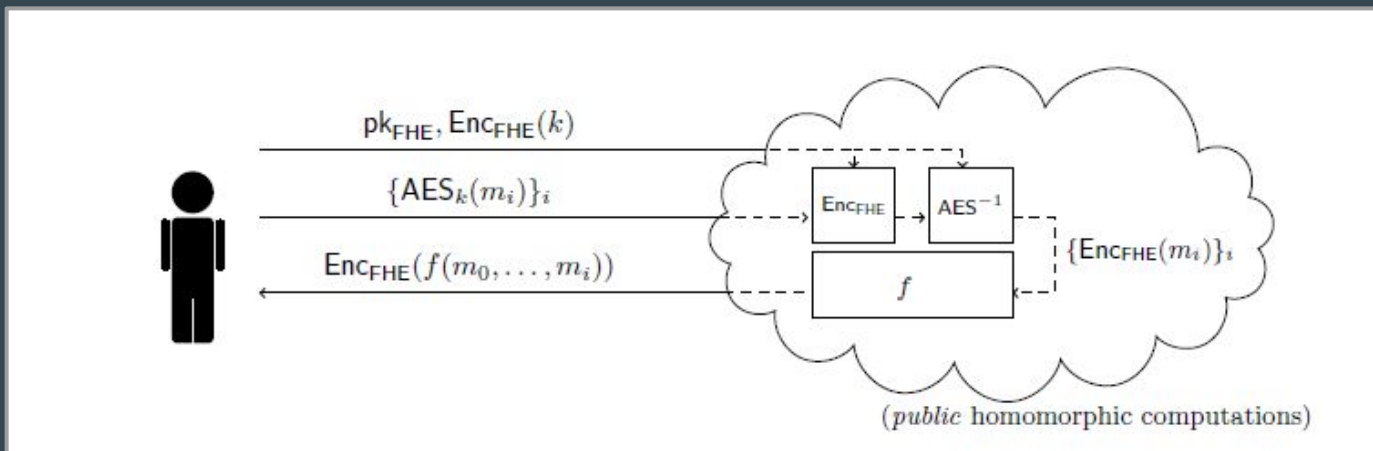 pk_FHE, Enc_FHE(k)
{AES_k(m_i)}_i
Enc_FHE(f(m_0, . . . , m_i))
Enc_FHE
AES^−1
{Enc_FHE(m_i)}_i
f
(public homomorphic computations)